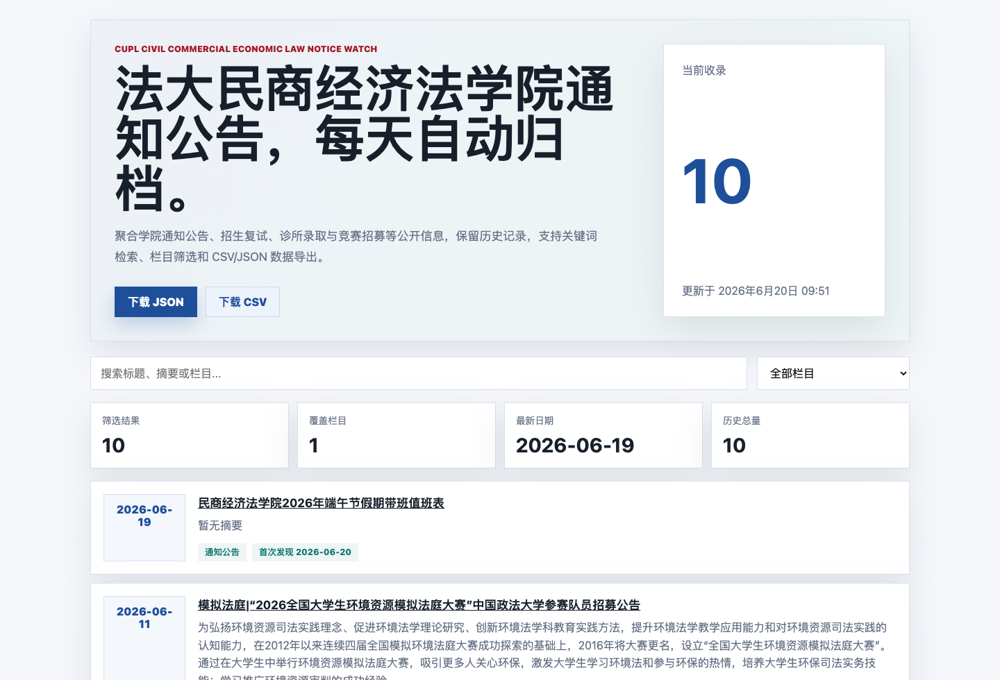 CUPL CIVIL COMMERCIAL ECONOMIC LAW NOTICE WATCH
法大民商经济法学院通
知公告，每天自动归
档。
聚合学院通知公告、招生复试、诊所录取与竞赛招募等公开信息，保留历史记录，支持关键词
检索、栏目筛选和 CSV/JSON 数据导出。
下载 JSON
下载 CSV
当前收录
10
更新于 2026年6月20日 09:51
搜索标题、摘要或栏目...
全部栏目
筛选结果
10
覆盖栏目
1
最新日期
2026-06-19
历史总量
10
2026-06-
19
民商经济法学院2026年端午节假期带班值班表
暂无摘要
通知公告
首次发现 2026-06-20
2026-06-
11
模拟法庭|“2026全国大学生环境资源模拟法庭大赛”中国政法大学参赛队员招募公告
为弘扬环境资源司法实践理念、促进环境法学理论研究、创新环境法学科教育实践方法，提升环境法学教学应用能力和对环境资源司法实践的
认知能力，在2012年以来连续四届全国模拟环境法庭大赛成功探索的基础上，2016年将大赛更名，设立“全国大学生环境资源模拟法庭大赛”。
通过在大学生中举行环境资源模拟法庭大赛，吸引更多人关心环保，激发大学生学习环境法和参与环保的热情，培养大学生环保司法实务技
能；学习推广环境资源审判的成功经验